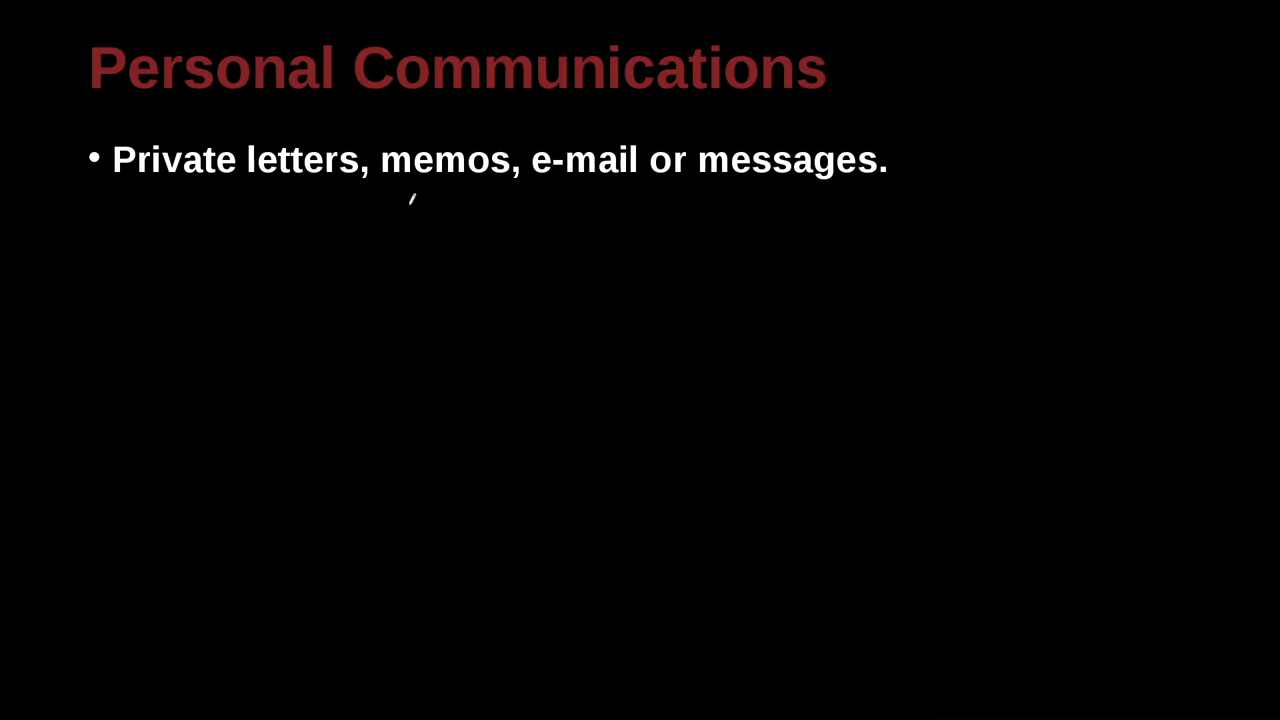 Personal Communications
• Private letters, memos, e-mail or messages.